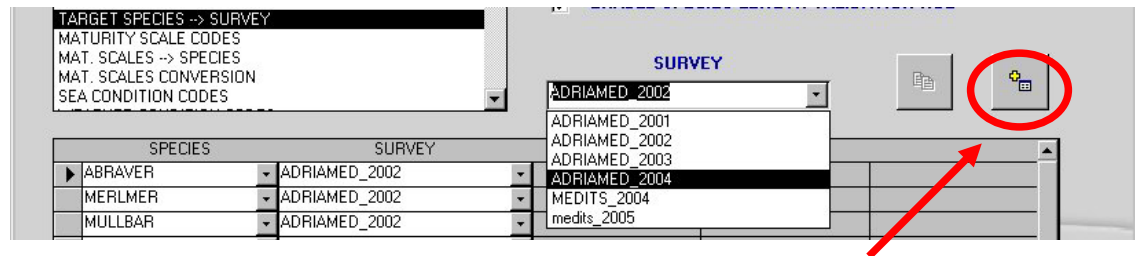 TARGET SPECIES --> SURVEY
MATURITY SCALE CODES
MAT. SCALES --> SPECIES
MAT. SCALES CONVERSION
SEA CONDITION CODES
SURVEY
ADRIAMED_2002
ADRIAMED_2001
ADRIAMED_2002
ADRIAMED_2003
ADRIAMED_2004
MEDITS_2004
medits_2005
SPECIES SURVEY
ABRAVER ADRIAMED_2002
MERLMER ADRIAMED_2002
MULLBAR ADRIAMED_2002